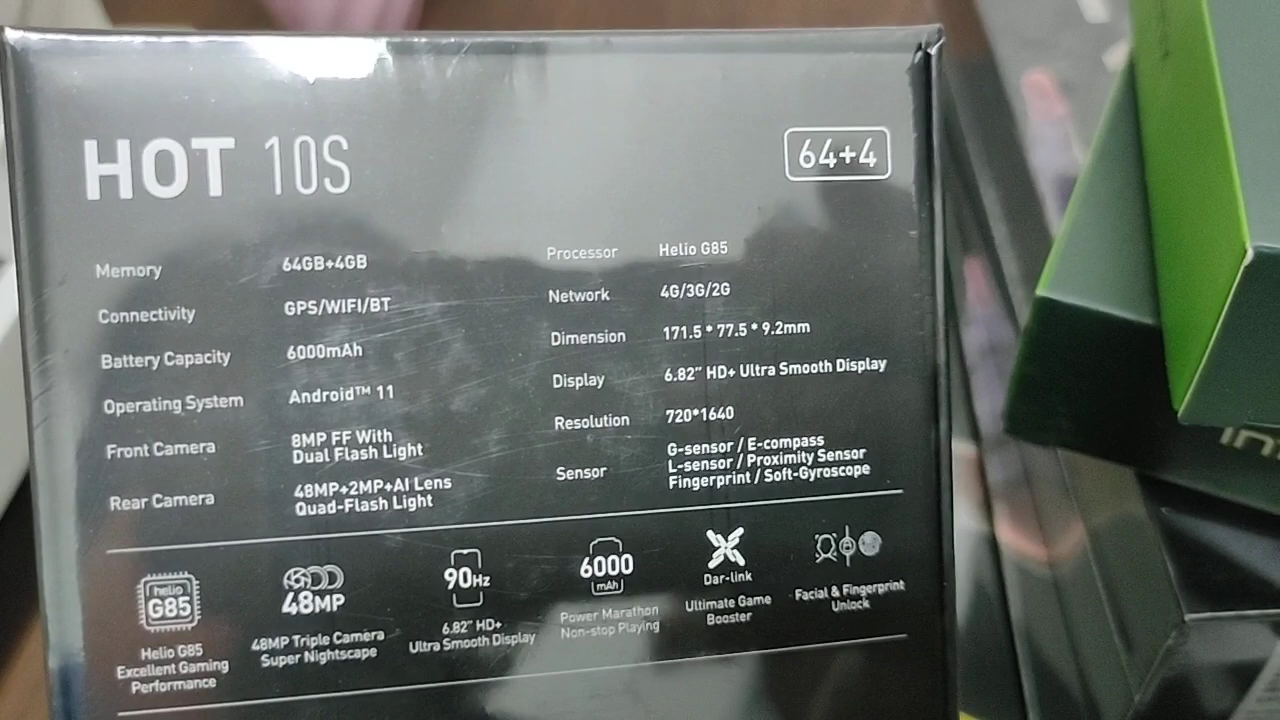 HOT 10S
64+4
Memory 64GB+4GB
Connectivity GPS/WIFI/BT
Battery Capacity 6000mAh
Operating System Android™ 11
Front Camera 8MP FF With
Dual Flash Light
Rear Camera 48MP+2MP+AI Lens
Quad-Flash Light
Processor Helio G85
Network 4G/3G/2G
Dimension 171.5*77.5*9.2mm
Display 6.82” HD+ Ultra Smooth Display
Resolution 720*1640
Sensor G-sensor / E-compass
L-sensor / Proximity Sensor
Fingerprint / Soft-Gyroscope
helio
G85
Helio G85
Excellent Gaming
Performance
48MP
48MP Triple Camera
Super Nightscape
90Hz
6.82” HD+
Ultra Smooth Display
6000
mAh
Power Marathon
Non-stop Playing
Dar-link
Ultimate Game
Booster
Facial & Fingerprint
Unlock